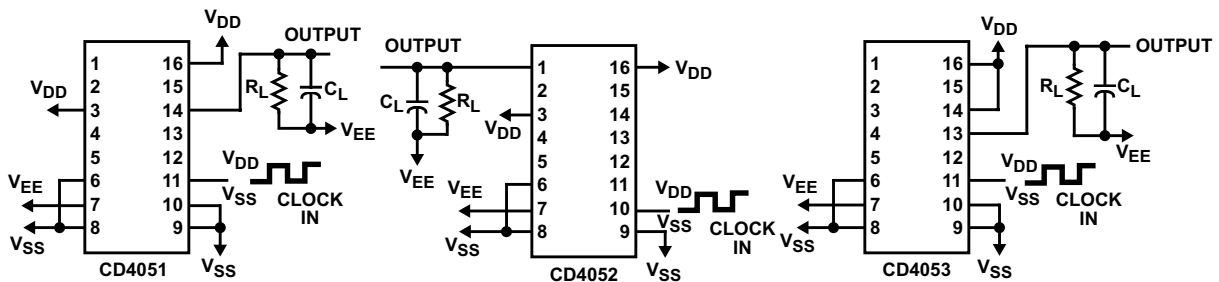 VDD
OUTPUT
1 16
2 15
VDD
3 14
4 13
5 12
6 11
7 10
8 9
RL
CL
VEE
VDD
VSS
CLOCK
IN
VEE
VSS
VSS
CD4051
OUTPUT
1 16
VDD
2 15
3 14
4 13
5 12
6 11
7 10
8 9
CL
RL
VDD
VEE
VEE
VSS
VDD
VSS
CLOCK
IN
VSS
CD4052
VDD
OUTPUT
1 16
2 15
3 14
4 13
5 12
6 11
7 10
8 9
RL
CL
VEE
VDD
VSS
CLOCK
IN
VEE
VSS
VSS
CD4053